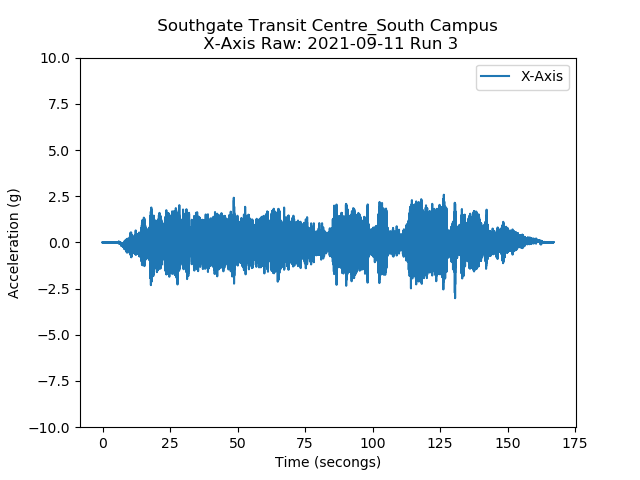 Southgate Transit Centre_South Campus
X-Axis Raw: 2021-09-11 Run 3
X-Axis
10.0
7.5
5.0
2.5
0.0
−2.5
−5.0
−7.5
−10.0
Acceleration (g)
0 25 50 75 100 125 150 175
Time (secongs)